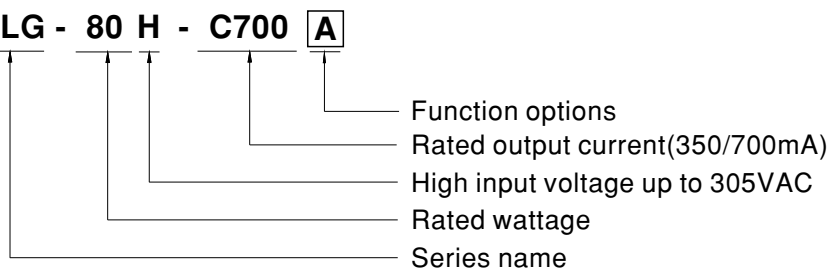 LG - 80 H - C700 A
Function options
Rated output current(350/700mA)
High input voltage up to 305VAC
Rated wattage
Series name